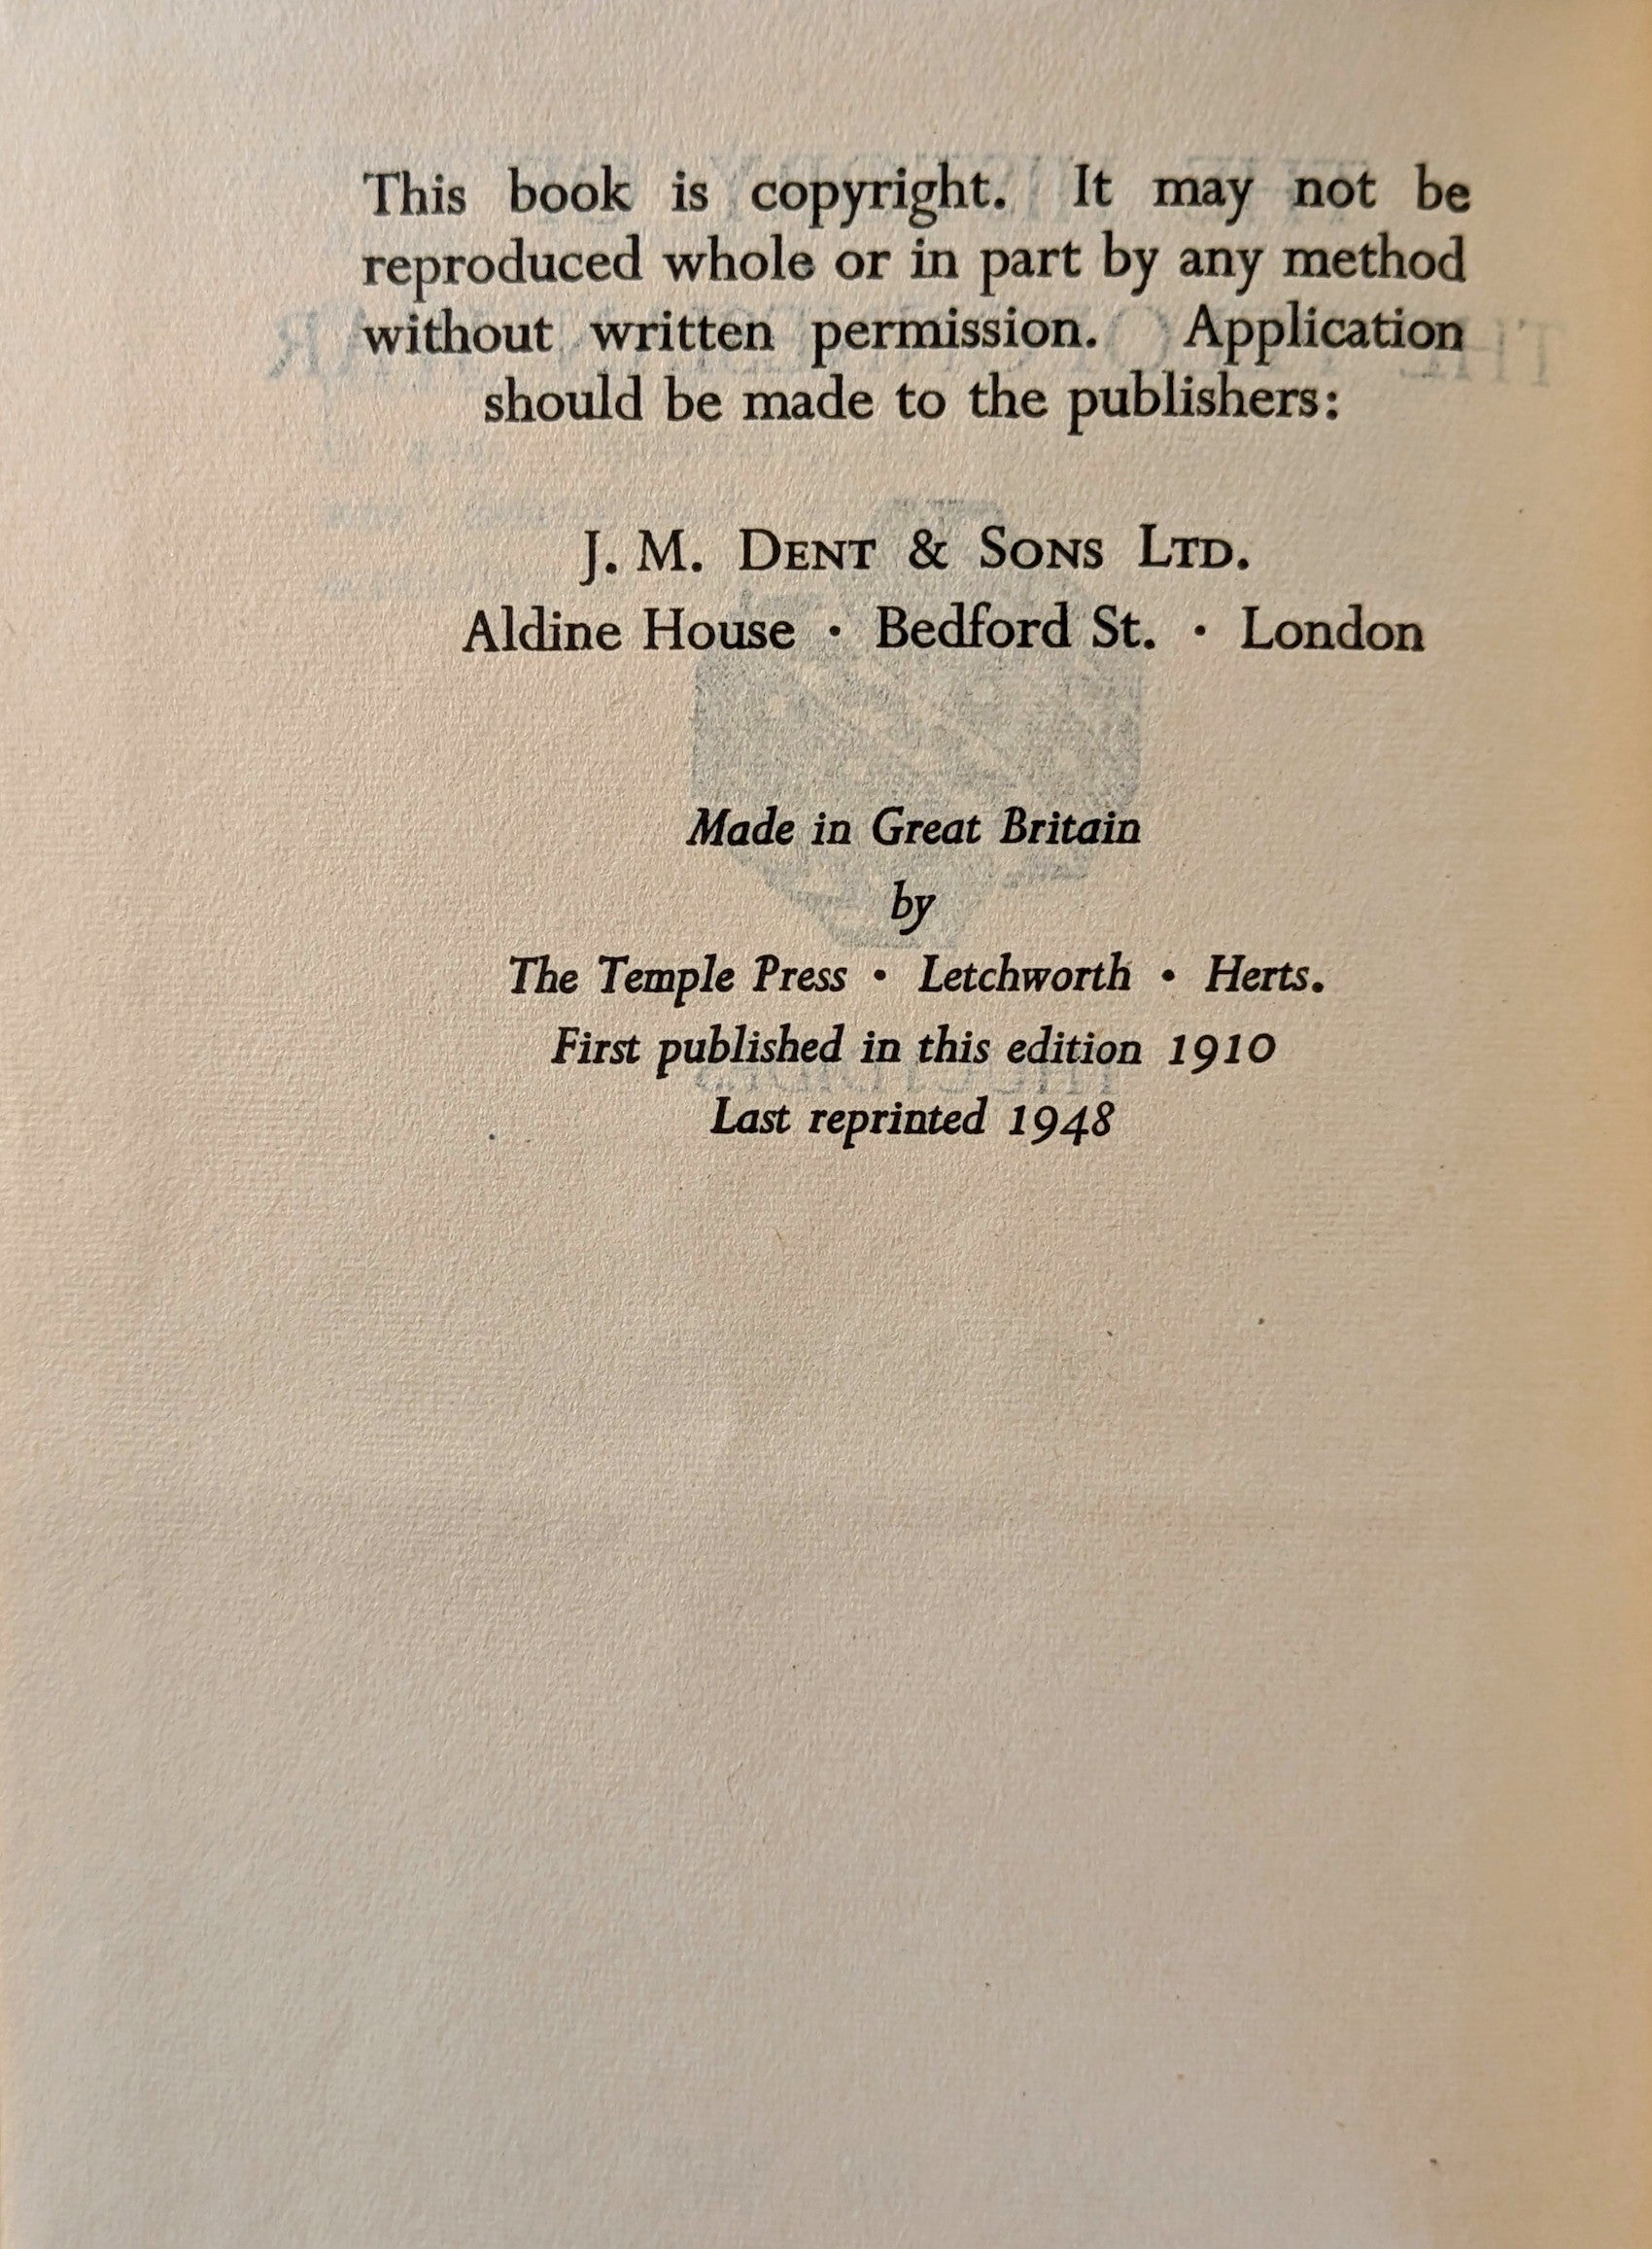 This book is copyright. It may not be
reproduced whole or in part by any method
without written permission. Application
should be made to the publishers:
J. M. DENT & SONS LTD.
Aldine House · Bedford St. · London
Made in Great Britain
by
The Temple Press · Letchworth · Herts.
First published in this edition 1910
Last reprinted 1948